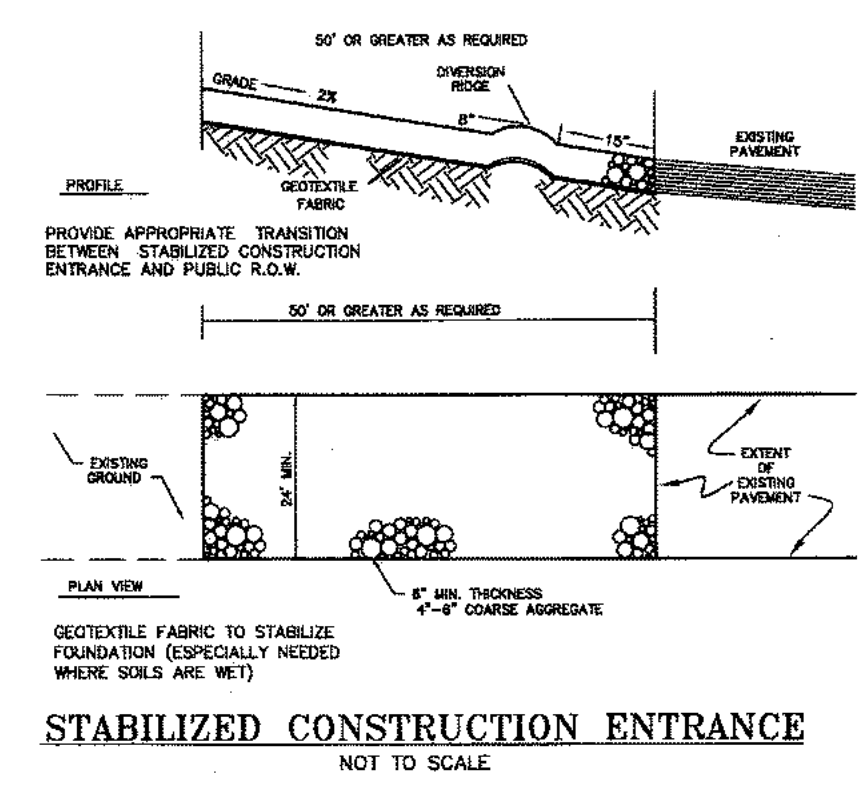 50' OR GREATER AS REQUIRED
DIVERSION
RIDGE
GRADE
2%
8"
15"
EXISTING
PAVEMENT
PROFILE
GEOTEXTILE
FABRIC
PROVIDE APPROPRIATE TRANSITION
BETWEEN STABILIZED CONSTRUCTION
ENTRANCE AND PUBLIC R.O.W.
50' OR GREATER AS REQUIRED
EXISTING
GROUND
24' MIN.
EXTENT
OF
EXISTING
PAVEMENT
PLAN VIEW
MIN. THICKNESS
4"-6" COARSE AGGREGATE
GEOTEXTILE FABRIC TO STABILIZE
FOUNDATION (ESPECIALLY NEEDED
WHERE SOILS ARE WET)
STABILIZED CONSTRUCTION ENTRANCE
NOT TO SCALE